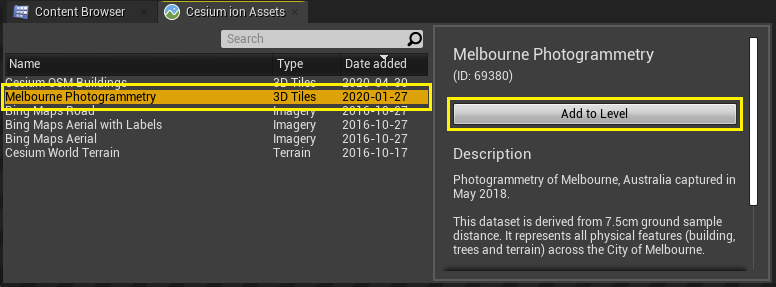 Content Browser
Cesium ion Assets
Search
Name Type Date added
Cesium OSM Buildings 3D Tiles 2020-04-30
Melbourne Photogrammetry 3D Tiles 2020-01-27
Bing Maps Road Imagery 2016-10-27
Bing Maps Aerial with Labels Imagery 2016-10-27
Bing Maps Aerial Imagery 2016-10-27
Cesium World Terrain Terrain 2016-10-17
Melbourne Photogrammetry
(ID: 69380)
Add to Level
Description
Photogrammetry of Melbourne, Australia captured in
May 2018.
This dataset is derived from 7.5cm ground sample
distance. It represents all physical features (building,
trees and terrain) across the City of Melbourne.